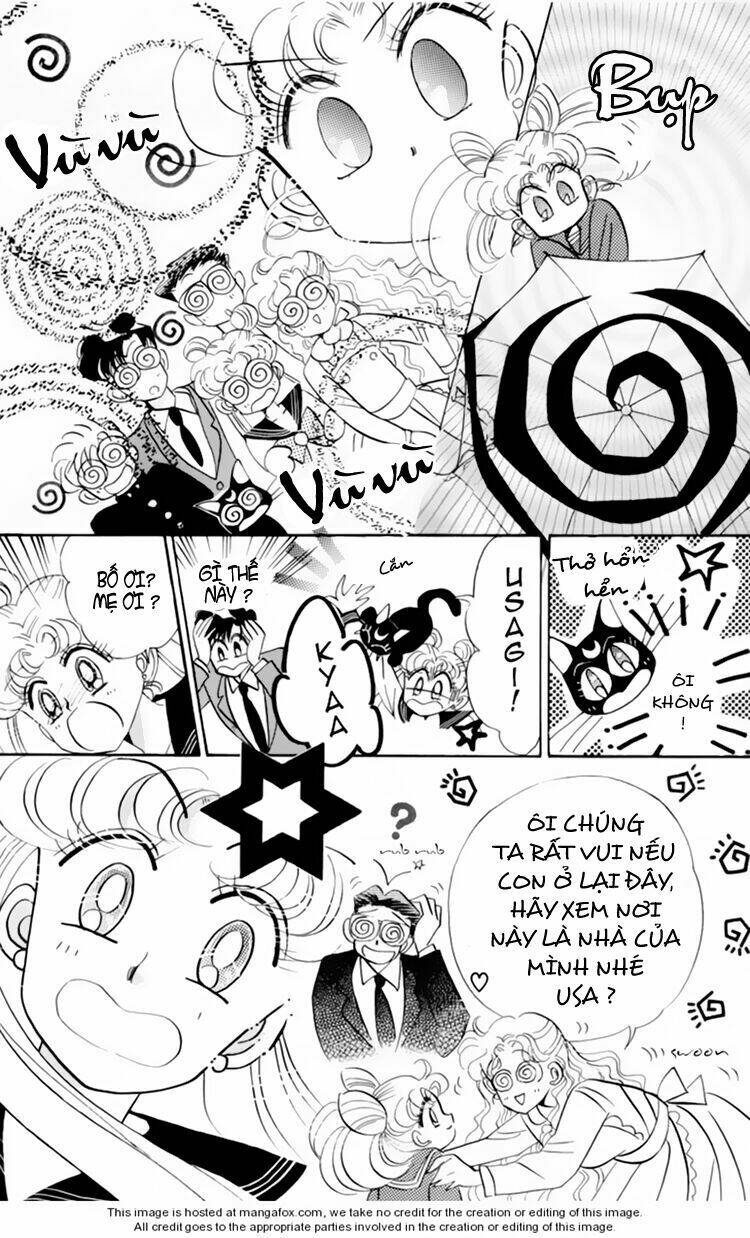 Bụp
Vù vù
Vù vù
Thở hổn
hển
ÔI
KHÔNG
!
USAGI!
Cắn
KYAA
GÌ THẾ
NÀY ?
BỐ ƠI?
MẸ ƠI ?
?
rub rub
ÔI CHÚNG
TA RẤT VUI NẾU
CON Ở LẠI ĐÂY,
HÃY XEM NƠI
NÀY LÀ NHÀ CỦA
MÌNH NHÉ
USA ?
swoon
This image is hosted at mangafox.com, we take no credit for the creation or editing of this image.
All credit goes to the appropriate parties involved in the creation or editing of this image.